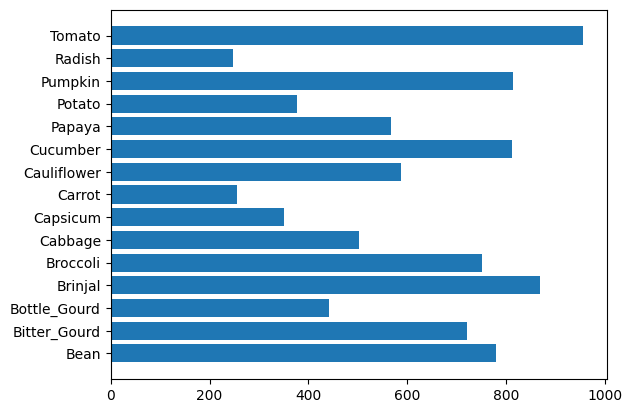 Tomato
Radish
Pumpkin
Potato
Papaya
Cucumber
Cauliflower
Carrot
Capsicum
Cabbage
Broccoli
Brinjal
Bottle_Gourd
Bitter_Gourd
Bean
0 200 400 600 800 1000